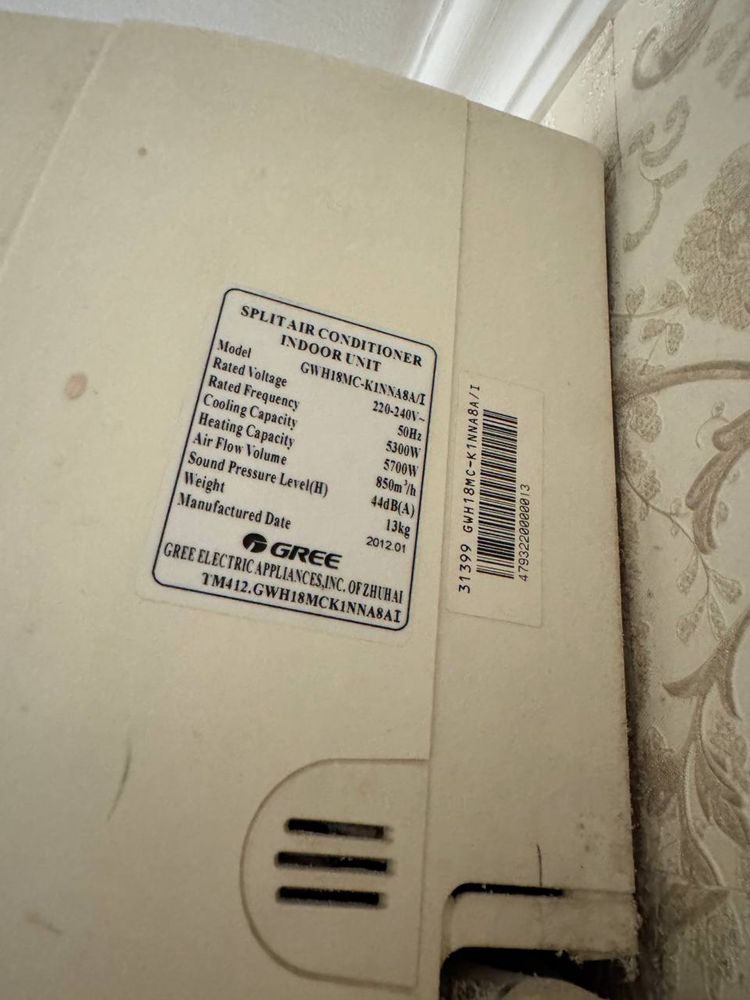 SPLIT AIR CONDITIONER
INDOOR UNIT
Model GWH18MC-K1NNA8A/I
Rated Voltage 220-240V~
Rated Frequency 50Hz
Cooling Capacity 5300W
Heating Capacity 5700W
Air Flow Volume 850m³/h
Sound Pressure Level(H) 44dB(A)
Weight 13kg
Manufactured Date 2012.01
GREE
GREE ELECTRIC APPLIANCES,INC. OF ZHUHAI
TM412.GWH18MCK1NNA8AI
31399 GWH18MC-K1NNA8A/I
4793220000013